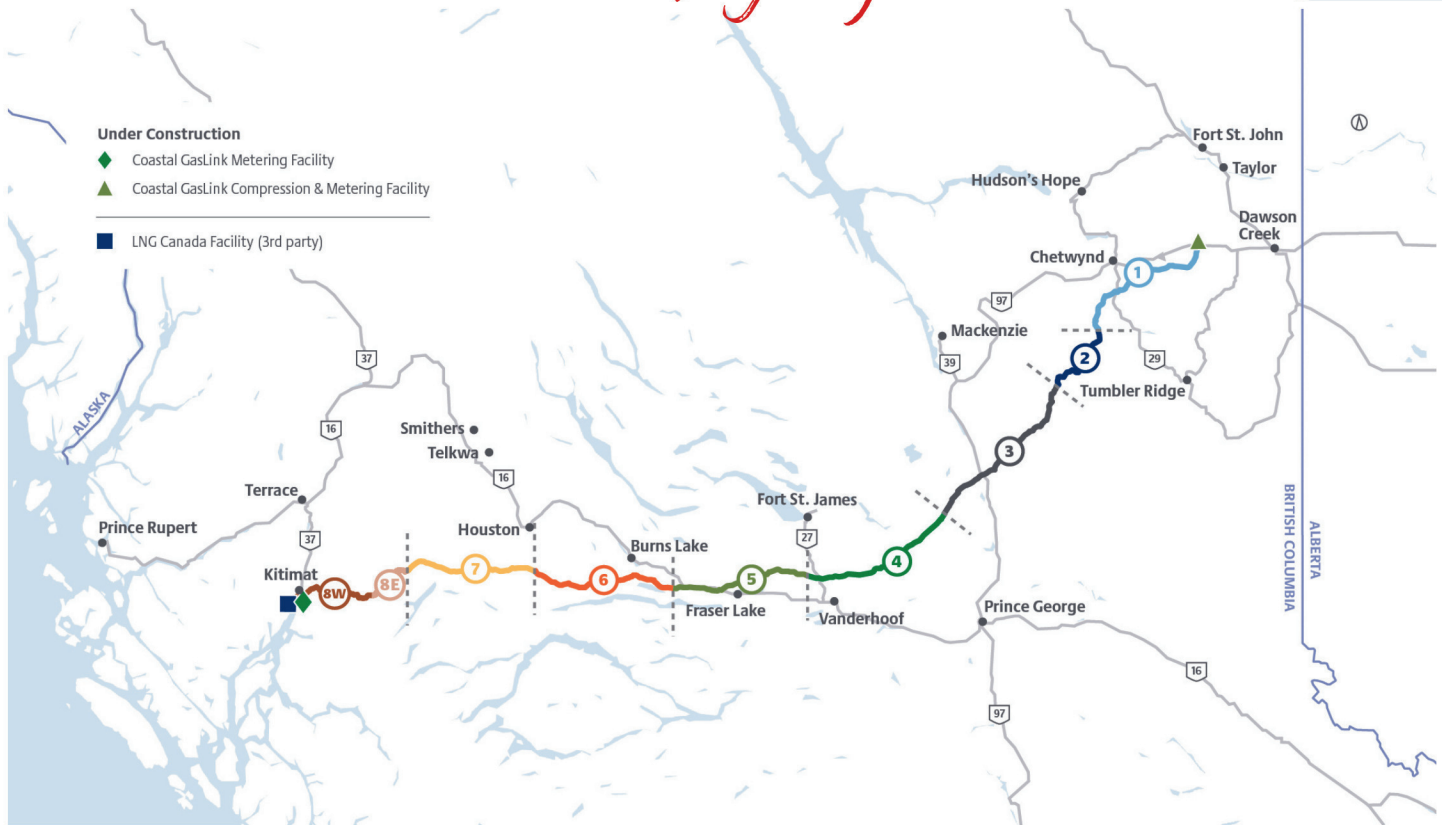 Under Construction
Coastal GasLink Metering Facility
Coastal GasLink Compression & Metering Facility
LNG Canada Facility (3rd party)
Fort St. John
Taylor
Hudson's Hope
Dawson
Creek
Chetwynd
1
97
Mackenzie
39
2
29
Tumbler Ridge
37
ALASKA
16
Smithers
Telkwa
16
3
Terrace
Fort St. James
BRITISH COLUMBIA
ALBERTA
Prince Rupert
37
Houston
27
Burns Lake
4
Kitimat
8W
8E
7
6
5
Fraser Lake
Vanderhoof
Prince George
16
97